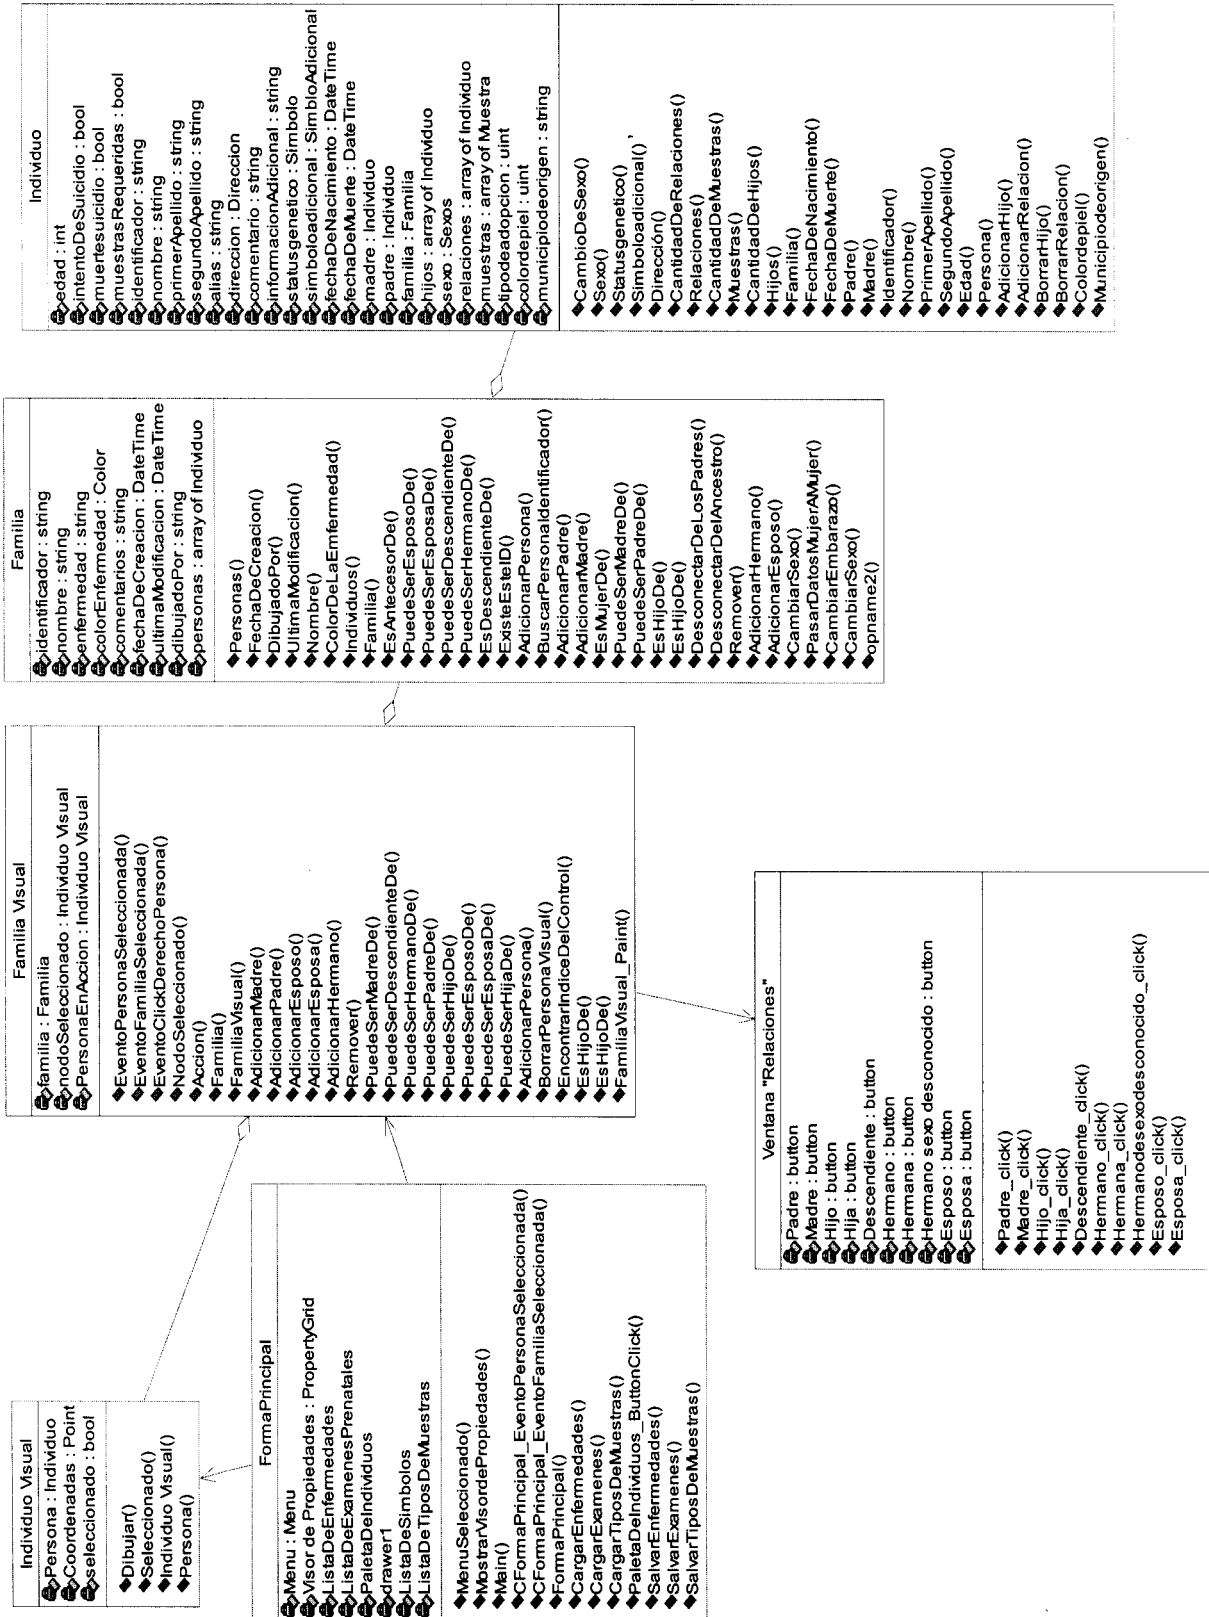 Individuo Visual
Persona : Individuo
Coordenadas : Point
seleccionado : bool
Dibujar()
Seleccionado()
Individuo Visual()
Persona()
FormaPrincipal
Menu : Menu
Visor de Propiedades : PropertyGrid
ListaDeEnfermedades
ListaDeExamenesPrenatales
PaletaDeIndividuos
drawer1
ListaDeSimbolos
ListaDeTiposDeMuestras
MenuSeleccionado()
MostrarVisordePropiedades()
Main()
CFormaPrincipal_EventoPersonaSeleccionada()
CFormaPrincipal_EventoFamiliaSeleccionada()
FormaPrincipal()
CargarEnfermedades()
CargarExamenes()
CargarTiposDeMuestras()
PaletaDeIndividuos_ButtonClick()
SalvarEnfermedades()
SalvarExamenes()
SalvarTiposDeMuestras()
Familia Visual
familia : Familia
nodoSeleccionado : Individuo Visual
PersonaEnAccion : Individuo Visual
EventoPersonaSeleccionada()
EventoFamiliaSeleccionada()
EventoClickDerechoPersona()
NodoSeleccionado()
Accion()
Familia()
FamiliaVisual()
AdicionarMadre()
AdicionarPadre()
AdicionarEsposo()
AdicionarEsposa()
AdicionarHermano()
Remover()
PuedeSerMadreDe()
PuedeSerDescendienteDe()
PuedeSerHermanoDe()
PuedeSerPadreDe()
PuedeSerHijoDe()
PuedeSerEsposoDe()
PuedeSerEsposaDe()
PuedeSerHijaDe()
AdicionarPersona()
BorrarPersonaVisual()
EncontrarIndiceDelControl()
EsHijoDe()
EsHijoDe()
FamiliaVisual_Paint()
Ventana "Relaciones"
Padre : button
Madre : button
Hijo : button
Hija : button
Descendiente : button
Hermano : button
Hermana : button
Hermano sexo desconocido : button
Esposo : button
Esposa : button
Padre_click()
Madre_click()
Hijo_click()
Hija_click()
Descendiente_click()
Hermano_click()
Hermana_click()
Hermanodesexodesconocido_click()
Esposo_click()
Esposa_click()
Familia
identificador : string
nombre : string
enfermedad : string
colorEnfermedad : Color
comentarios : string
fechaDeCreacion : DateTime
ultimaModificacion : DateTime
dibujadoPor : string
personas : array of Individuo
Personas()
FechaDeCreacion()
DibujadoPor()
UltimaModificacion()
Nombre()
ColorDeLaEnfermedad()
Individuos()
Familia()
EsAntecesorDe()
PuedeSerEsposoDe()
PuedeSerEsposaDe()
PuedeSerDescendienteDe()
PuedeSerHermanoDe()
EsDescendienteDe()
ExisteEsteID()
AdicionarPersona()
BuscarPersonaIdentificador()
AdicionarPadre()
AdicionarMadre()
EsMujerDe()
PuedeSerMadreDe()
PuedeSerPadreDe()
EsHijoDe()
EsHijoDe()
DesconectarDeLosPadres()
DesconectarDelAncestro()
Remover()
AdicionarHermano()
AdicionarEsposo()
CambiarSexo()
PasarDatosMujerAMujer()
CambiarEmbarazo()
CambiarSexo()
opname2()
Individuo
edad : int
intentoDeSuicidio : bool
muertesuicidio : bool
muestrasRequeridas : bool
identificador : string
nombre : string
primerApellido : string
segundoApellido : string
alias : string
direccion : Direccion
comentario : string
informacionAdicional : string
statusgenetico : Simbolo
simboloadicional : SimbloAdicional
fechaDeNacimiento : DateTime
fechaDeMuerte : DateTime
madre : Individuo
padre : Individuo
familia : Familia
hijos : array of Individuo
sexo : Sexos
relaciones : array of Individuo
muestras : array of Muestra
tipodeadopcion : uint
colordepiel : uint
municipiodeorigen : string
CambioDeSexo()
Sexo()
Statusgenetico()
Simboloadicional()'
Dirección()
CantidadDeRelaciones()
Relaciones()
CantidadDeMuestras()
Muestras()
CantidadDeHijos()
Hijos()
Familia()
FechaDeNacimiento()
FechaDeMuerte()
Padre()
Madre()
Identificador()
Nombre()
PrimerApellido()
SegundoApellido()
Edad()
Persona()
AdicionarHijo()
AdicionarRelacion()
BorrarHijo()
BorrarRelacion()
Colordepiel()
Municipiodeorigen()